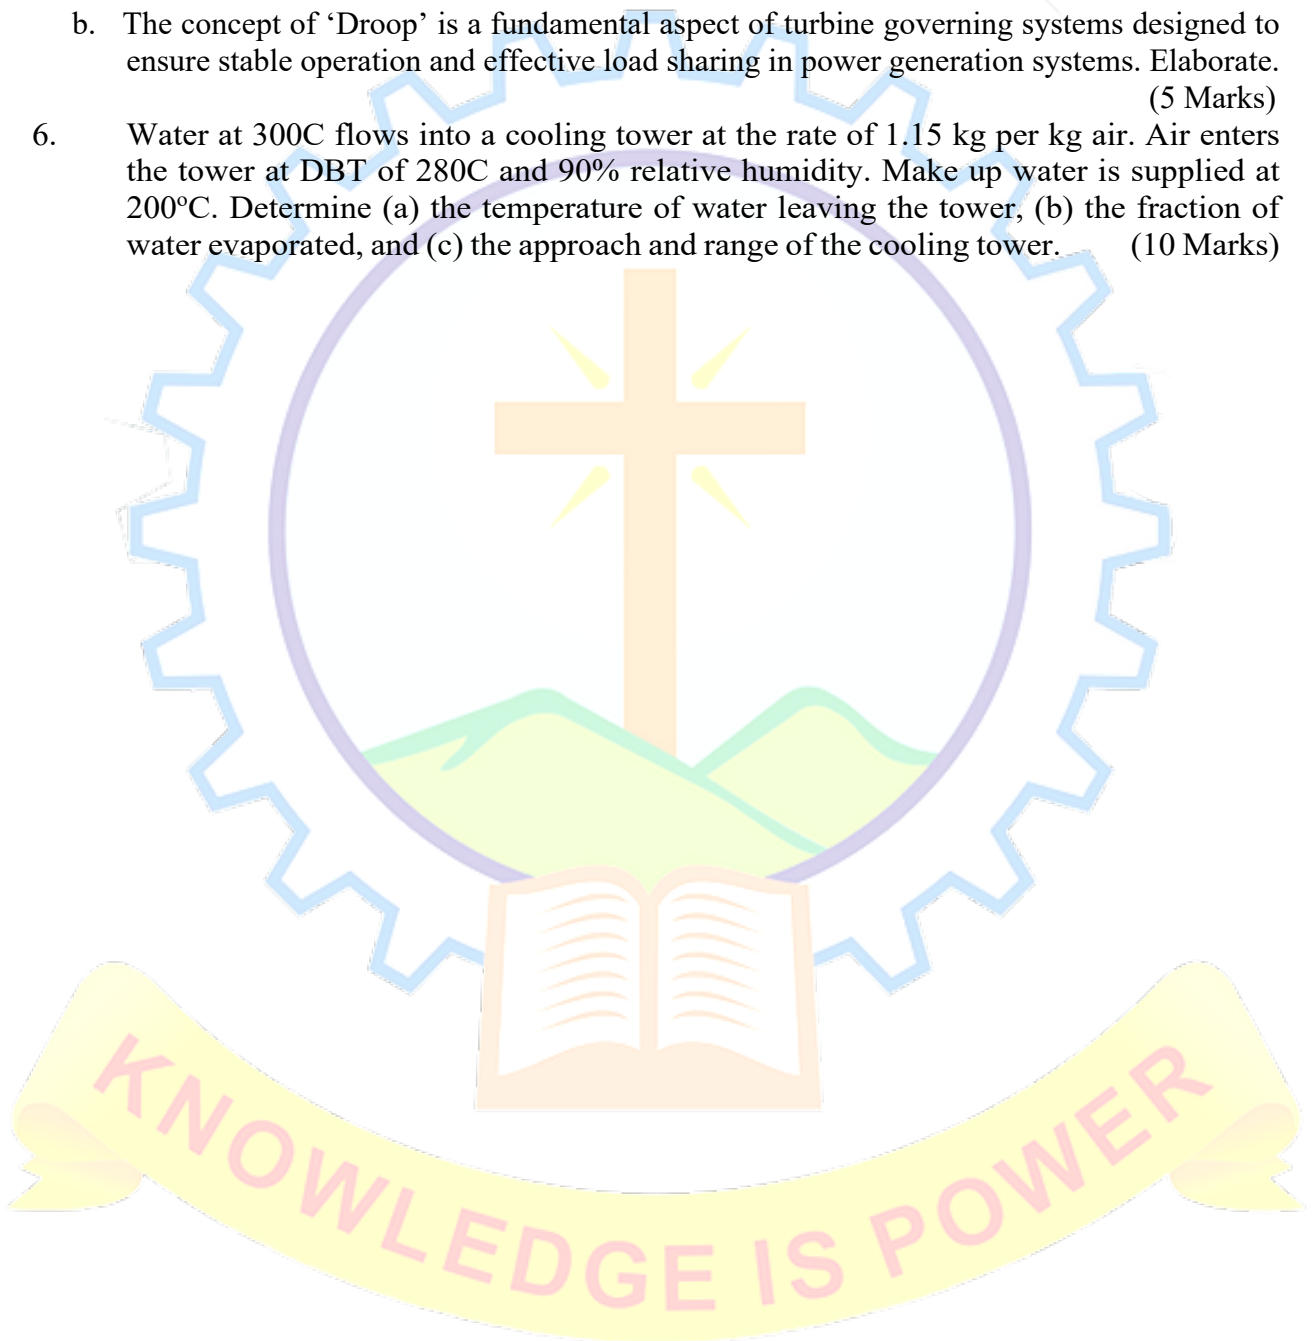 b. The concept of ‘Droop’ is a fundamental aspect of turbine governing systems designed to
ensure stable operation and effective load sharing in power generation systems. Elaborate.
(5 Marks)
6. Water at 300C flows into a cooling tower at the rate of 1.15 kg per kg air. Air enters
the tower at DBT of 280C and 90% relative humidity. Make up water is supplied at
200ºC. Determine (a) the temperature of water leaving the tower, (b) the fraction of
water evaporated, and (c) the approach and range of the cooling tower. (10 Marks)
KNOWLEDGE IS POWER